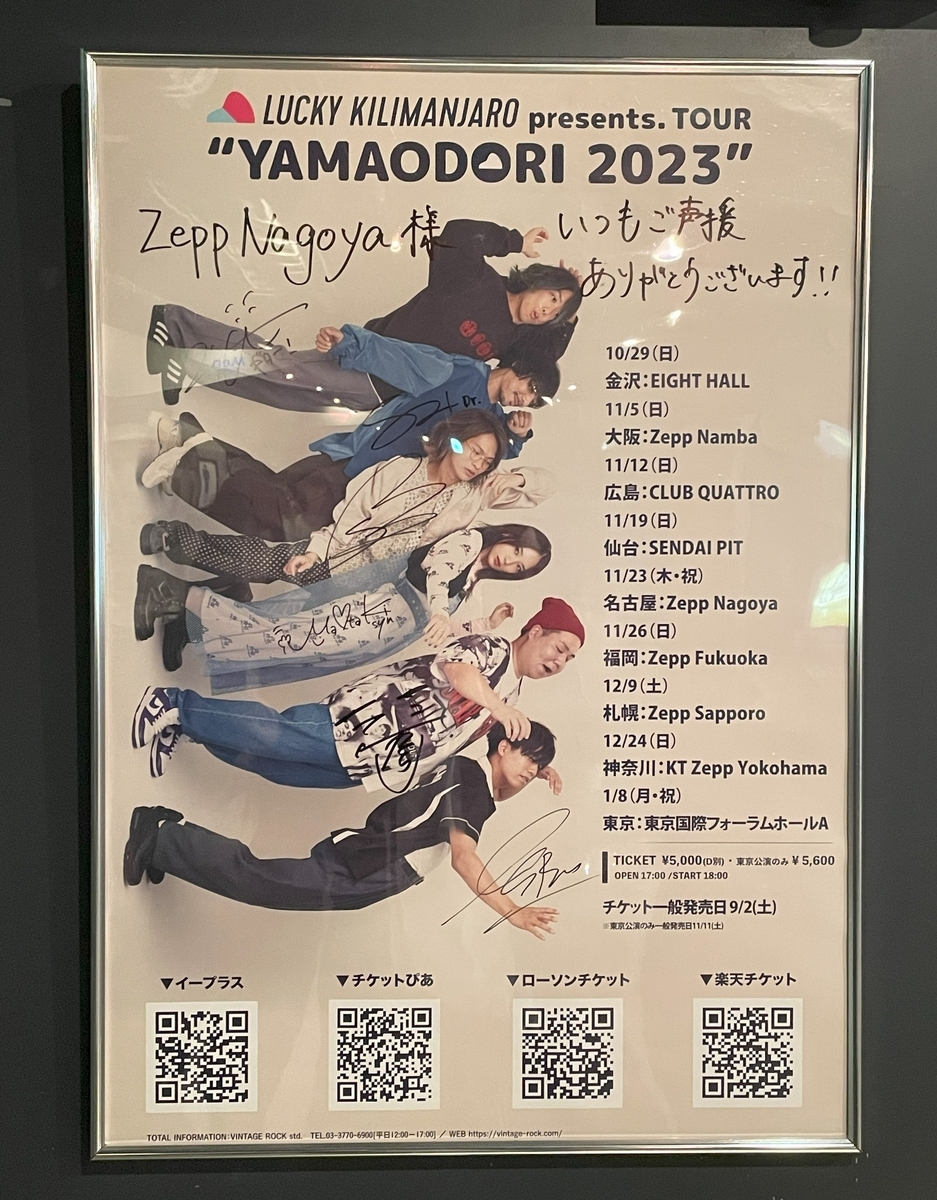 LUCKY KILIMANJARO presents. TOUR
“YAMAODORI 2023”
Zepp Nagoya 様
いつもご声援
ありがとうございます!!
10/29(日)
金沢:EIGHT HALL
11/5(日)
大阪:Zepp Namba
11/12(日)
広島:CLUB QUATTRO
11/19(日)
仙台:SENDAI PIT
11/23(木・祝)
名古屋:Zepp Nagoya
11/26(日)
福岡:Zepp Fukuoka
12/9(土)
札幌:Zepp Sapporo
12/24(日)
神奈川:KT Zepp Yokohama
1/8(月・祝)
東京:東京国際フォーラムホールA
TICKET ¥5,000(D別)・東京公演のみ ¥5,600
OPEN 17:00 /START 18:00
チケット一般発売日 9/2(土)
※東京公演のみ一般発売日11/11(土)
▼イープラス
▼チケットぴあ
▼ローソンチケット
▼楽天チケット
TOTAL INFORMATION:VINTAGE ROCK std. TEL.03-3770-6900[平日12:00ー17:00] / WEB https://vintage-rock.com/